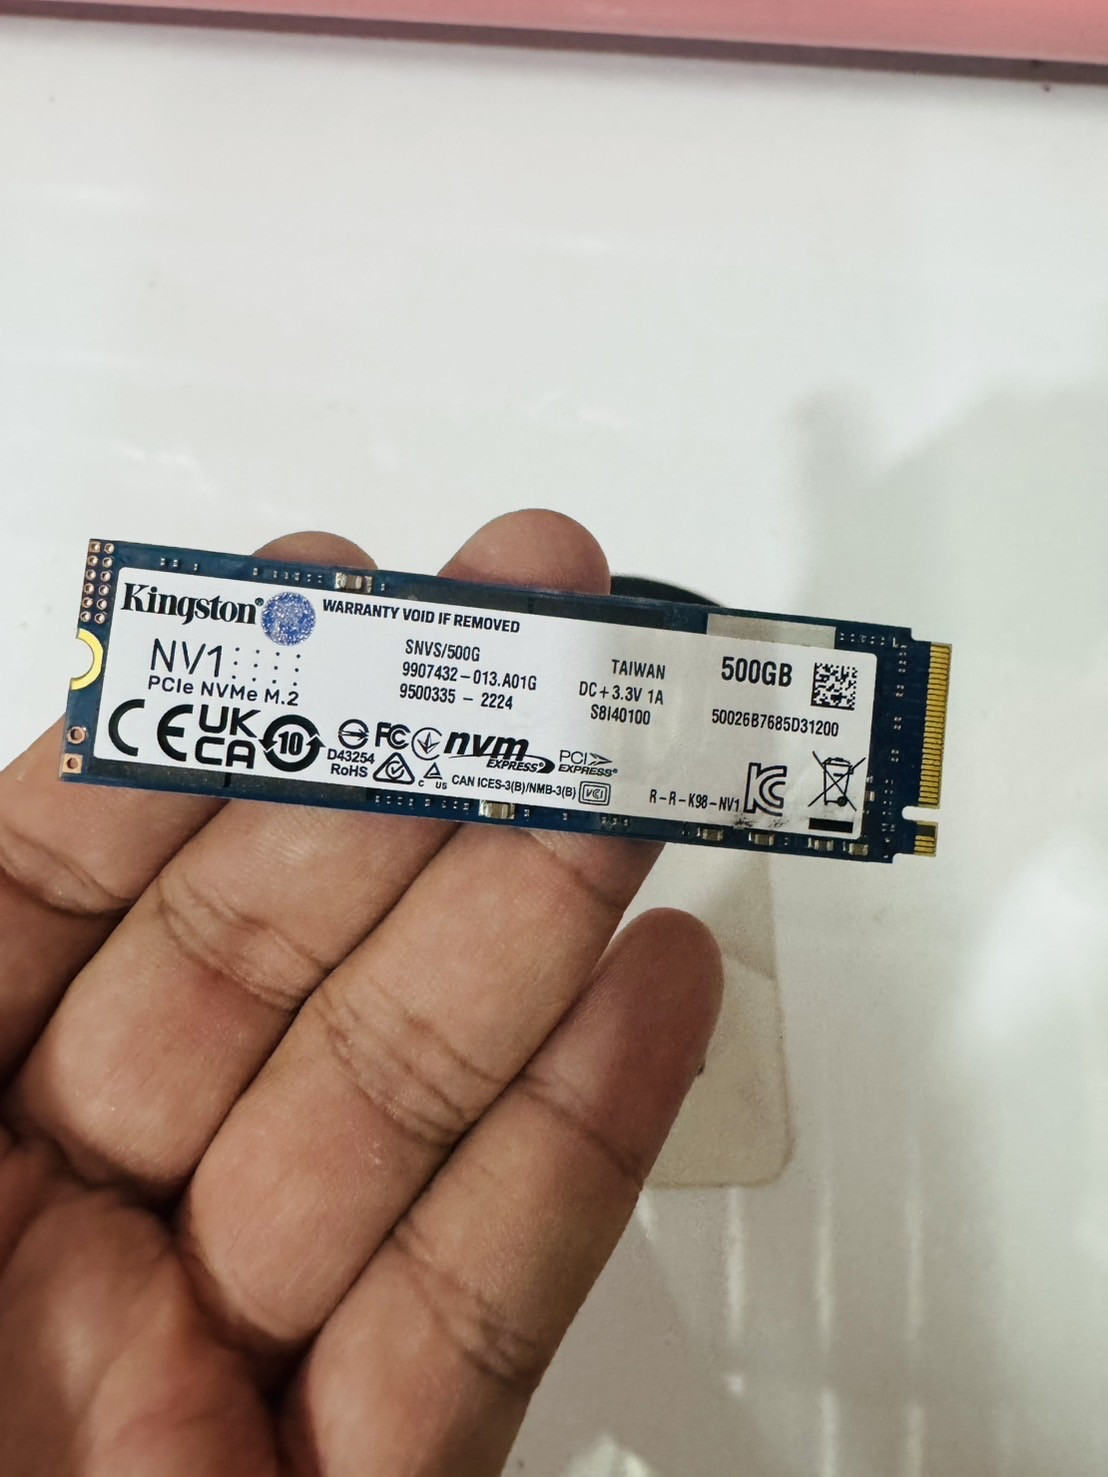 Kingston®
WARRANTY VOID IF REMOVED
NV1
PCIe NVMe M.2
SNVS/500G
9907432-013.A01G
9500335 - 2224
TAIWAN
DC+3.3V 1A
S8I40100
500GB
50026B7685D31200
CE UK CA 10
D43254
RoHS
FC
nvm EXPRESS®
PCI EXPRESS®
C US
CAN ICES-3(B)/NMB-3(B)
VCI
R-R-K98-NV1
KC